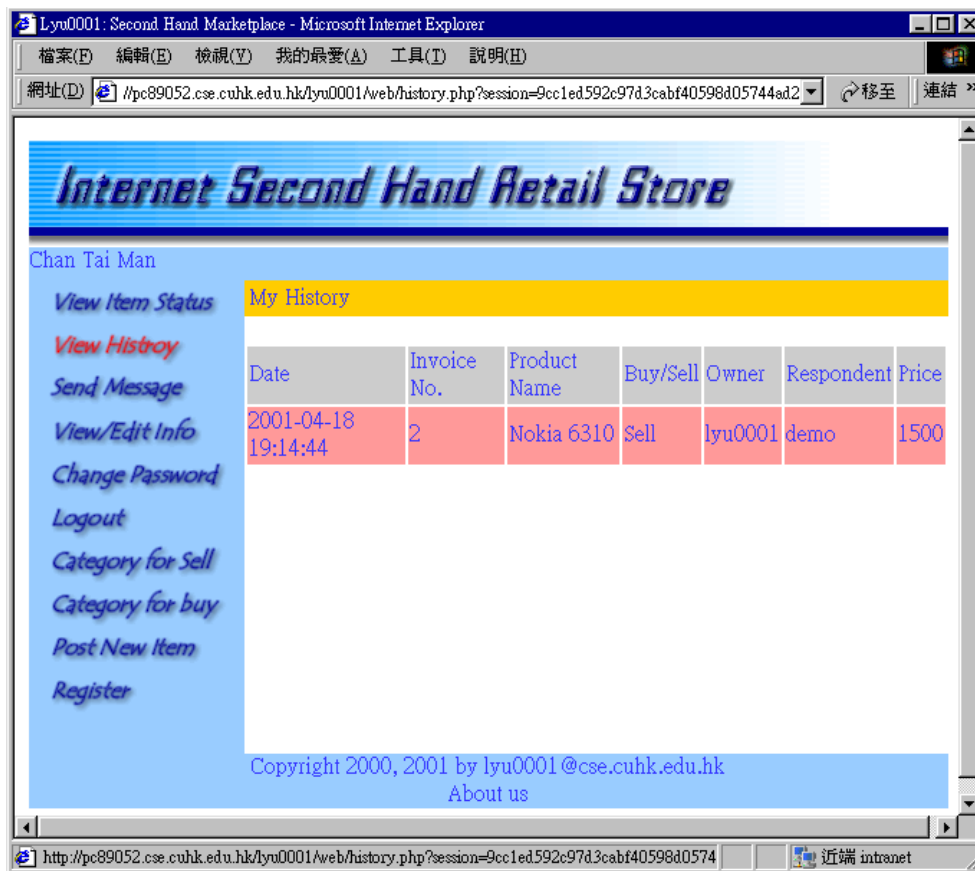 Lyu0001: Second Hand Marketplace - Microsoft Internet Explorer
檔案(F) 編輯(E) 檢視(V) 我的最愛(A) 工具(T) 說明(H)
網址(D) //pc89052.cse.cuhk.edu.hk/lyu0001/web/history.php?session=9cc1ed592c97d3cabf40598d05744ad2 移至 連結 »
Internet Second Hand Retail Store
Chan Tai Man
View Item Status
View Histroy
Send Message
View/Edit Info
Change Password
Logout
Category for Sell
Category for buy
Post New Item
Register
My History
Date Invoice No. Product Name Buy/Sell Owner Respondent Price
2001-04-18 19:14:44 2 Nokia 6310 Sell lyu0001 demo 1500
Copyright 2000, 2001 by lyu0001@cse.cuhk.edu.hk
About us
http://pc89052.cse.cuhk.edu.hk/lyu0001/web/history.php?session=9cc1ed592c97d3cabf40598d0574 近端 intranet